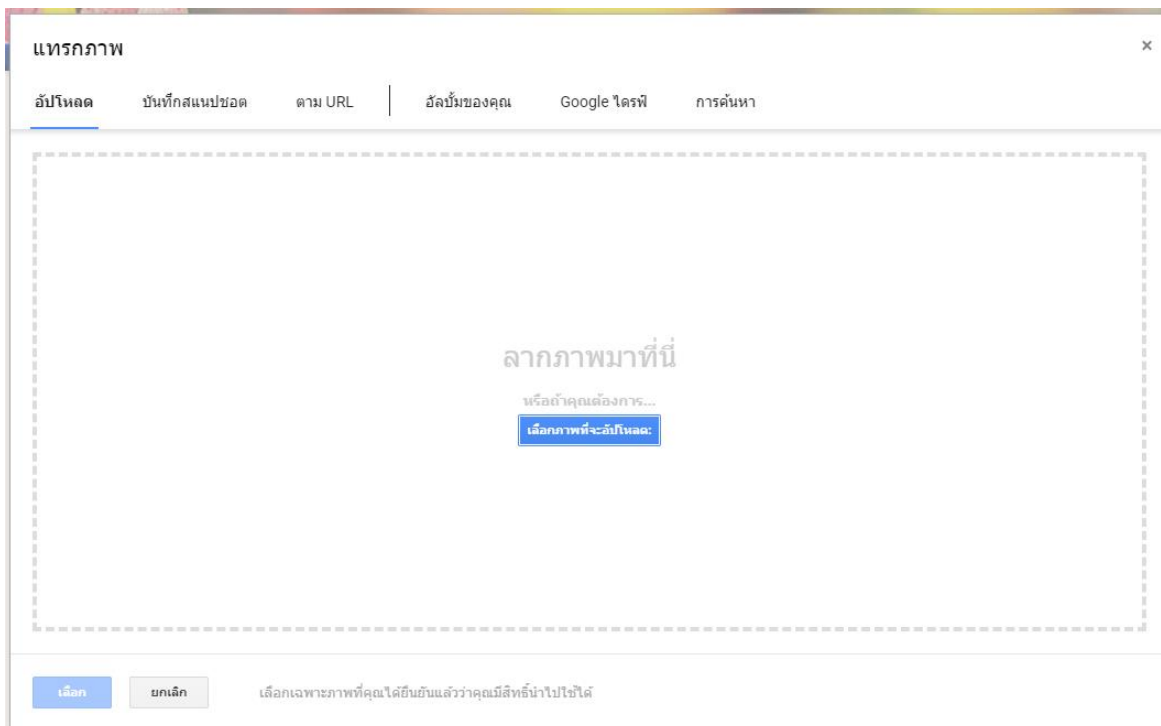 แทรกภาพ
×
อัปโหลด บันทึกสแนปชอต ตาม URL อัลบั้มของคุณ Google ไดรฟ์ การค้นหา
ลากภาพมาที่นี่
หรือถ้าคุณต้องการ...
เลือกภาพที่จะอัปโหลด:
เลือก ยกเลิก เลือกเฉพาะภาพที่คุณได้ยืนยันแล้วว่าคุณมีสิทธิ์นำไปใช้ได้